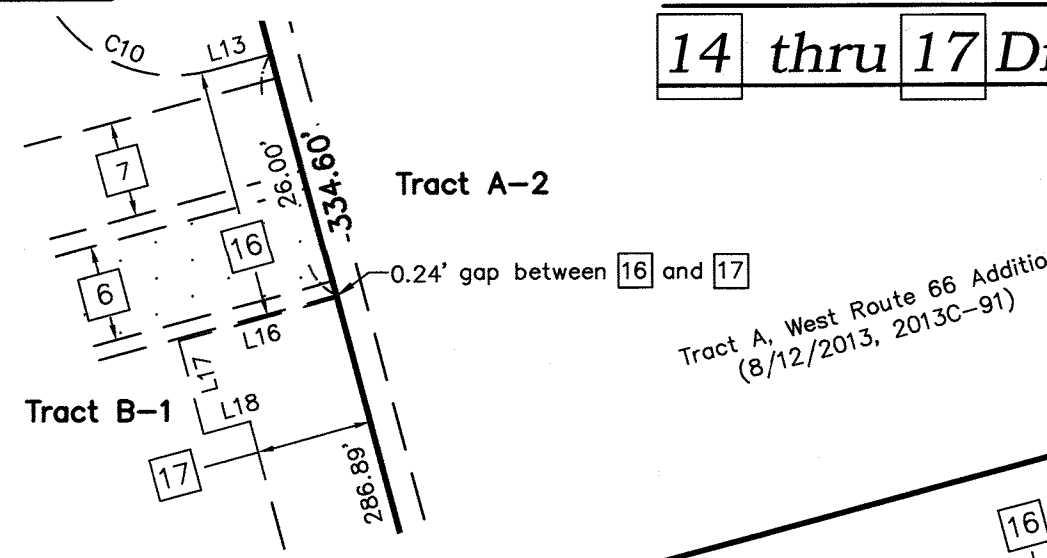 14 thru 17
C10
L13
7
26.00'
334.60'
Tract A-2
16
6
0.24' gap between 16 and 17
L16
Tract A, West Route 66 Additio
(8/12/2013, 2013C-91)
L17
Tract B-1
L18
17
286.89'
16